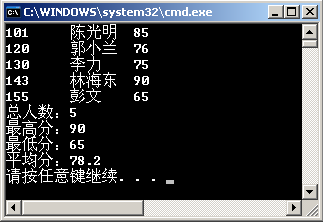 C:\WINDOWS\system32\cmd.exe
101 陈光明 85
120 郭小兰 76
130 李力 75
143 林海东 90
155 彭文 65
总人数：5
最高分：90
最低分：65
平均分：78.2
请按任意键继续. . .